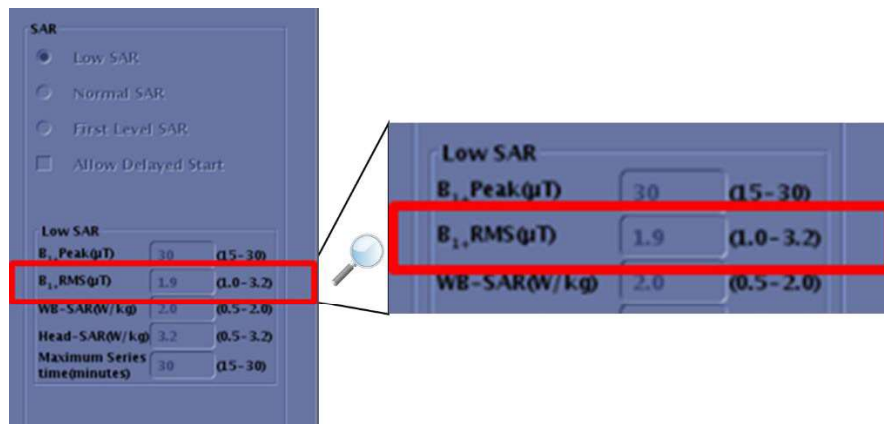 SAR
Low SAR
Normal SAR
First Level SAR
Allow Delayed Start
Low SAR
B₁₊Peak(µT) 30 (15-30)
B₁₊RMS(µT) 1.9 (1.0-3.2)
WB-SAR(W/kg) 2.0 (0.5-2.0)
Head-SAR(W/kg) 3.2 (0.5-3.2)
Maximum Series
time(minutes) 30 (15-30)
Low SAR
B₁₊Peak(µT) 30 (15-30)
B₁₊RMS(µT) 1.9 (1.0-3.2)
WB-SAR(W/kg) 2.0 (0.5-2.0)